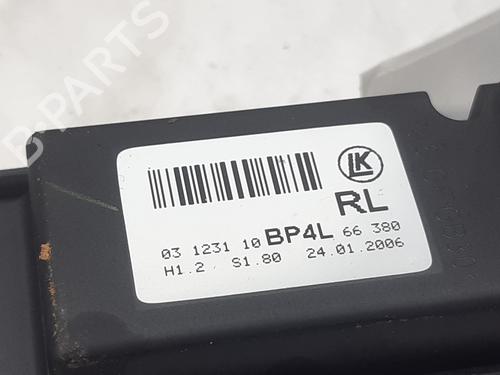 B-PARTS
LK
RL
03 1231 10 BP4L 66 380
H1.2 S1.80 24.01.2006